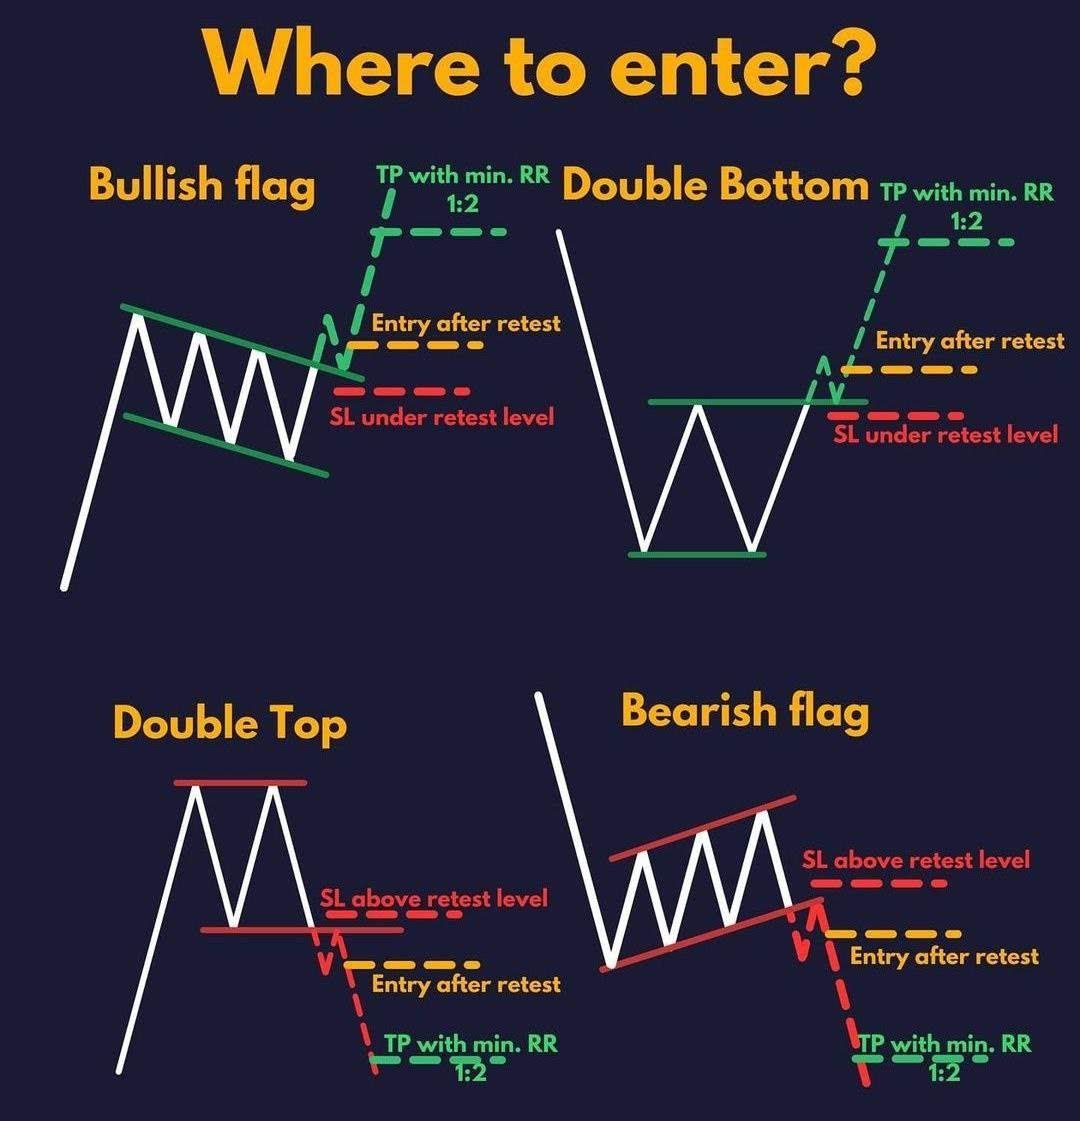 Where to enter?
Bullish flag
TP with min. RR
1:2
Entry after retest
SL under retest level
Double Bottom
TP with min. RR
1:2
Entry after retest
SL under retest level
Double Top
SL above retest level
Entry after retest
TP with min. RR
1:2
Bearish flag
SL above retest level
Entry after retest
TP with min. RR
1:2